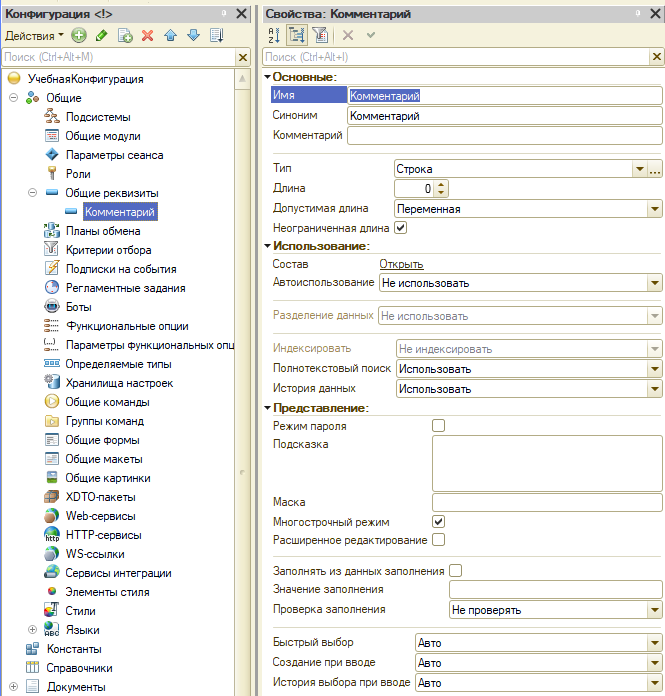 Конфигурация <!>
Действия
Поиск (Ctrl+Alt+M)
УчебнаяКонфигурация
Общие
Подсистемы
Общие модули
Параметры сеанса
Роли
Общие реквизиты
Комментарий
Планы обмена
Критерии отбора
Подписки на события
Регламентные задания
Боты
Функциональные опции
Параметры функциональных опц
Определяемые типы
Хранилища настроек
Общие команды
Группы команд
Общие формы
Общие макеты
Общие картинки
XDTO-пакеты
Web-сервисы
HTTP-сервисы
WS-ссылки
Сервисы интеграции
Элементы стиля
Стили
Языки
Константы
Справочники
Документы
Свойства: Комментарий
Поиск (Ctrl+Alt+I)
Основные:
Имя Комментарий
Синоним Комментарий
Комментарий
Тип Строка
Длина 0
Допустимая длина Переменная
Неограниченная длина
Использование:
Состав Открыть
Автоиспользование Не использовать
Разделение данных Не использовать
Индексировать Не индексировать
Полнотекстовый поиск Использовать
История данных Использовать
Представление:
Режим пароля
Подсказка
Маска
Многострочный режим
Расширенное редактирование
Заполнять из данных заполнения
Значение заполнения
Проверка заполнения Не проверять
Быстрый выбор Авто
Создание при вводе Авто
История выбора при вводе Авто